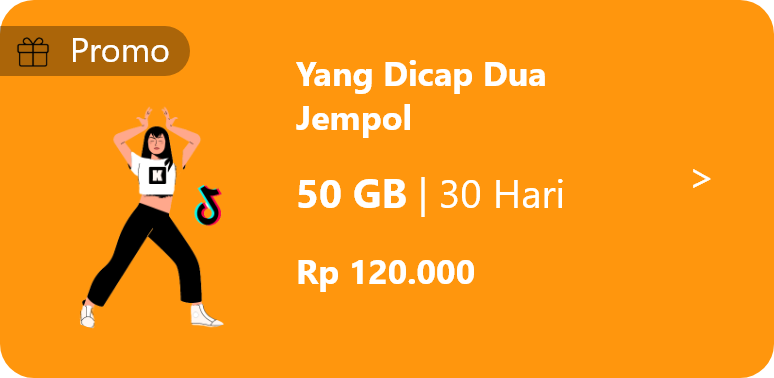 Promo
Yang Dicap Dua
Jempol
50 GB | 30 Hari
>
Rp 120.000
K